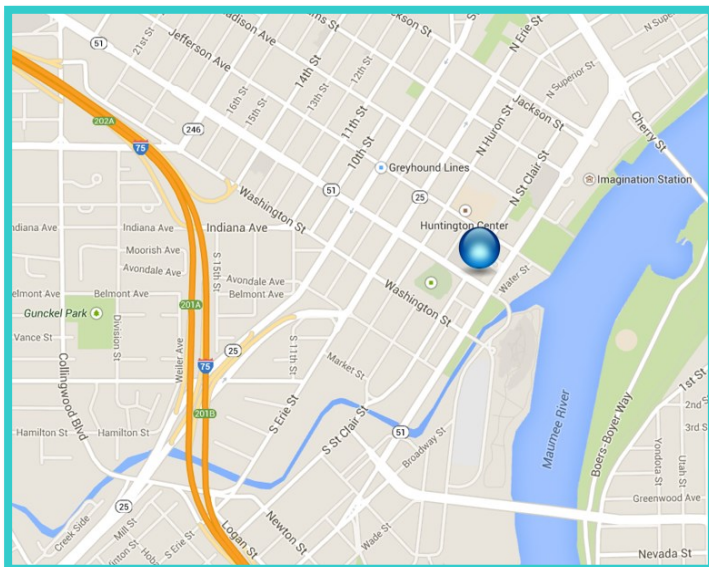 Madison Ave
Jackson St
N Erie St
N Sup
51
21st St
Jefferson Ave
14th St
12th St
N Superior St
16th St
15th St
13th St
11th St
Jackson St
202A
246
10th St
N Huron St
Cherry St
75
Greyhound Lines
51
25
N St Clair St
Imagination Station
Washington St
Huntington Center
Indiana Ave
Indiana Ave
Indiana Ave
Moorish Ave
Avondale Ave
S 15th St
Avondale Ave
Water St
elmont Ave
Belmont Ave
Belmont Ave
Washington St
Gunckel Park
201A
Division St
Vance St
25
S 11th St
Weiler Ave
Market St
75
1st St
Collingwood Blvd
2nd S
Boers-Boyer Way
3rd S
201B
S Erie St
S St Clair St
Maumee River
Hamilton St
Hamilton St
51
Broadway St
Yondota St
Utah St
Greenwood Ave
25
Creek Side
Mill St
Newton St
Wade St
Logan St
Vinton St
S Erie St
Nevada St